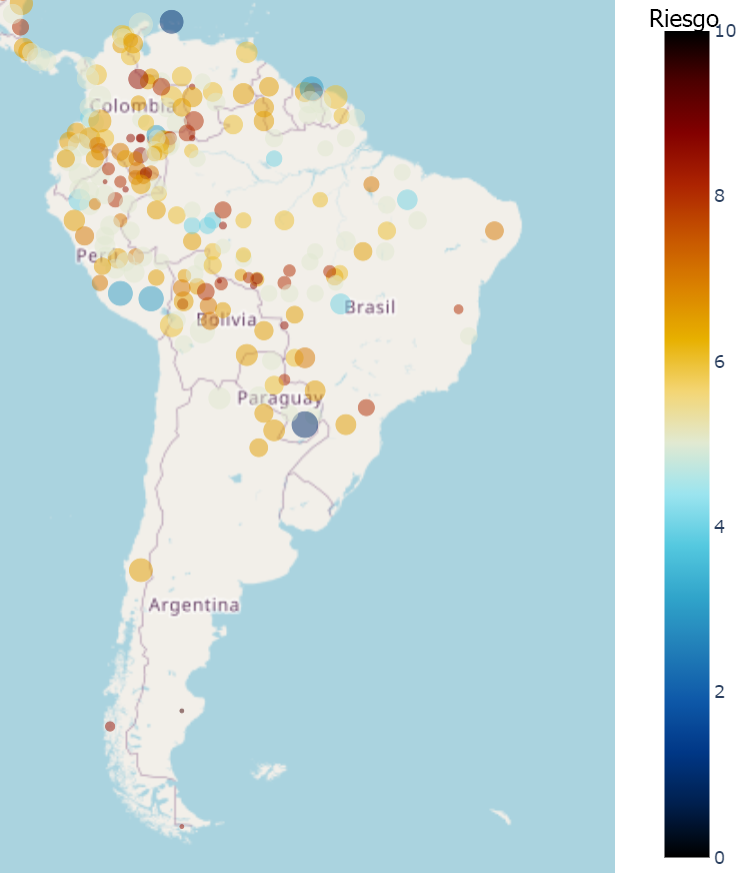 Riesgo
10
8
6
4
2
0
Colombia
Perú
Brasil
Bolivia
Paraguay
Argentina